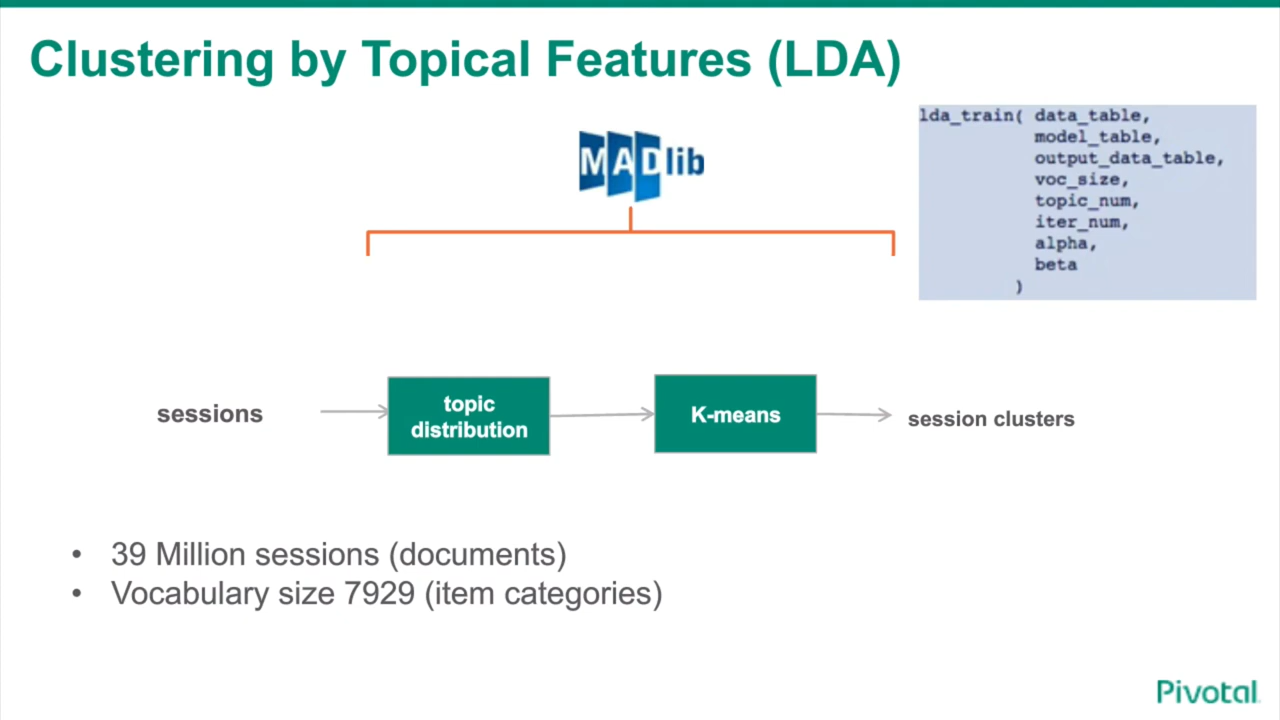 Clustering by Topical Features (LDA)
MADlib
lda_train( data_table,
model_table,
output_data_table,
voc_size,
topic_num,
iter_num,
alpha,
beta
)
sessions
topic
distribution
K-means
session clusters
• 39 Million sessions (documents)
• Vocabulary size 7929 (item categories)
Pivotal